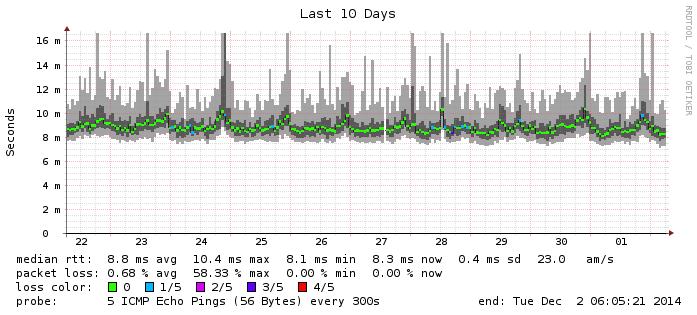 Last 10 Days
RRDTOOL / TOBI OETIKER
Seconds
16 m
14 m
12 m
10 m
8 m
6 m
4 m
2 m
0
22 23 24 25 26 27 28 29 30 01
median rtt: 8.8 ms avg 10.4 ms max 8.1 ms min 8.3 ms now 0.4 ms sd 23.0 am/s
packet loss: 0.68 % avg 58.33 % max 0.00 % min 0.00 % now
loss color: 0 1/5 2/5 3/5 4/5
probe: 5 ICMP Echo Pings (56 Bytes) every 300s end: Tue Dec 2 06:05:21 2014